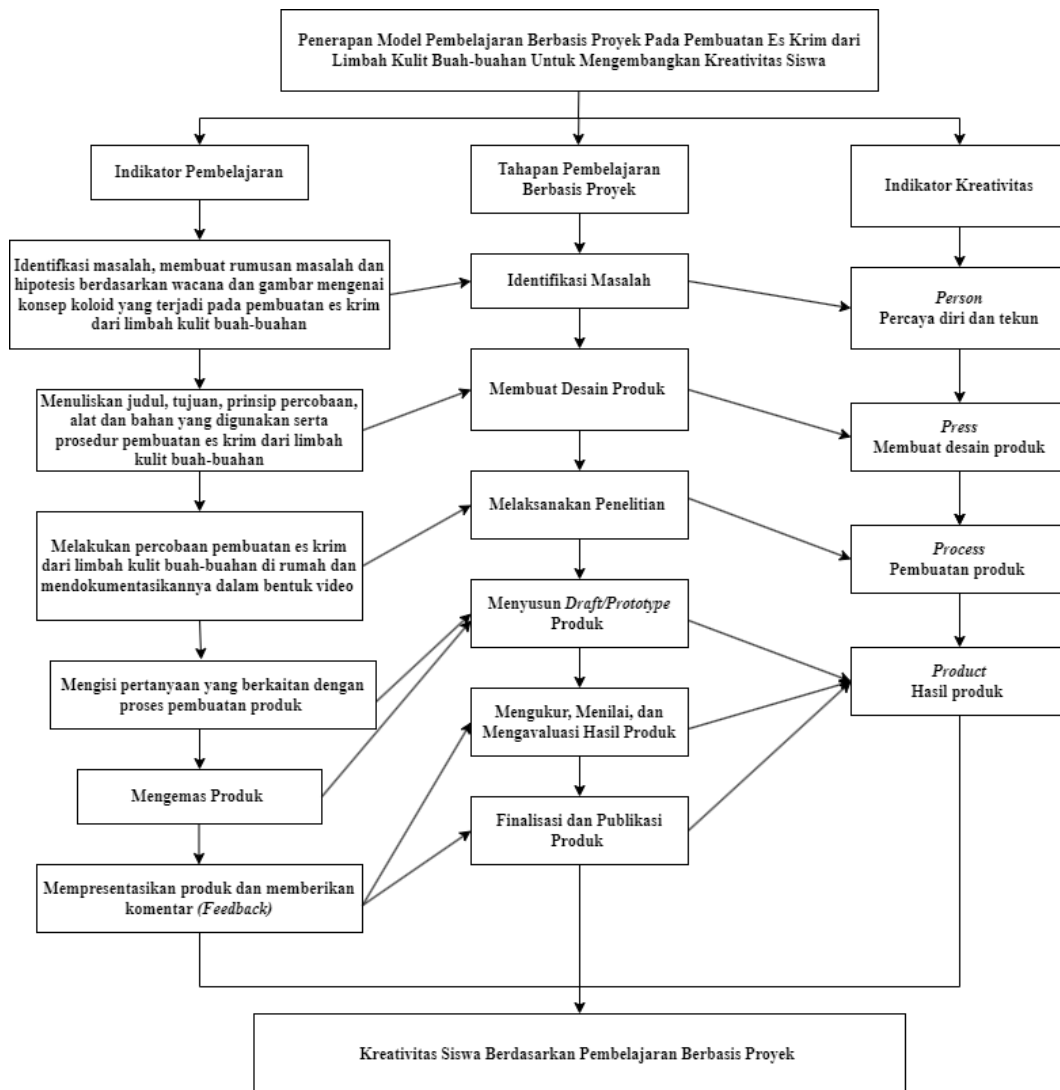 Penerapan Model Pembelajaran Berbasis Proyek Pada Pembuatan Es Krim dari
Limbah Kulit Buah-buahan Untuk Mengembangkan Kreativitas Siswa
Indikator Pembelajaran
Tahapan Pembelajaran
Berbasis Proyek
Indikator Kreativitas
Identifkasi masalah, membuat rumusan masalah dan
hipotesis berdasarkan wacana dan gambar mengenai
konsep koloid yang terjadi pada pembuatan es krim
dari limbah kulit buah-buahan
Identifikasi Masalah
Person
Percaya diri dan tekun
Menuliskan judul, tujuan, prinsip percobaan,
alat dan bahan yang digunakan serta
prosedur pembuatan es krim dari limbah
kulit buah-buahan
Membuat Desain Produk
Press
Membuat desain produk
Melakukan percobaan pembuatan es krim
dari limbah kulit buah-buahan di rumah dan
mendokumentasikannya dalam bentuk video
Melaksanakan Penelitian
Process
Pembuatan produk
Mengisi pertanyaan yang berkaitan dengan
proses pembuatan produk
Menyusun Draft/Prototype
Produk
Product
Hasil produk
Mengemas Produk
Mengukur, Menilai, dan
Mengavaluasi Hasil Produk
Mempresentasikan produk dan memberikan
komentar (Feedback)
Finalisasi dan Publikasi
Produk
Kreativitas Siswa Berdasarkan Pembelajaran Berbasis Proyek